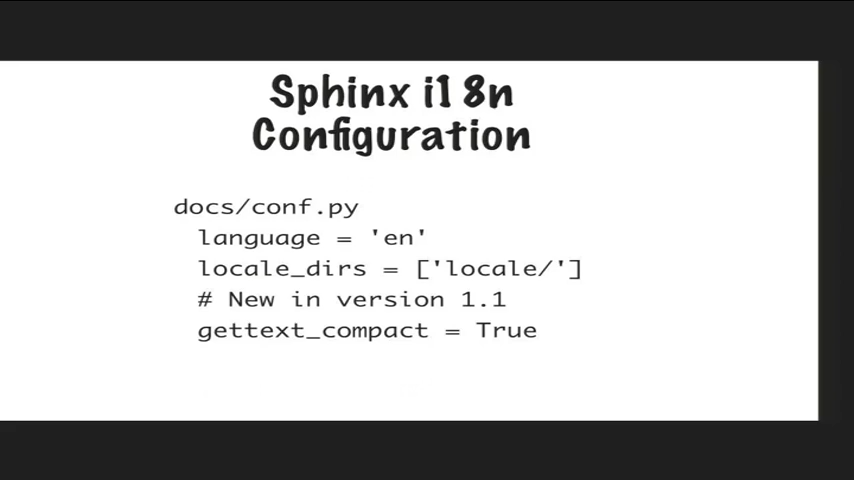 Sphinx i18n
Configuration
docs/conf.py
language = 'en'
locale_dirs = ['locale/']
# New in version 1.1
gettext_compact = True